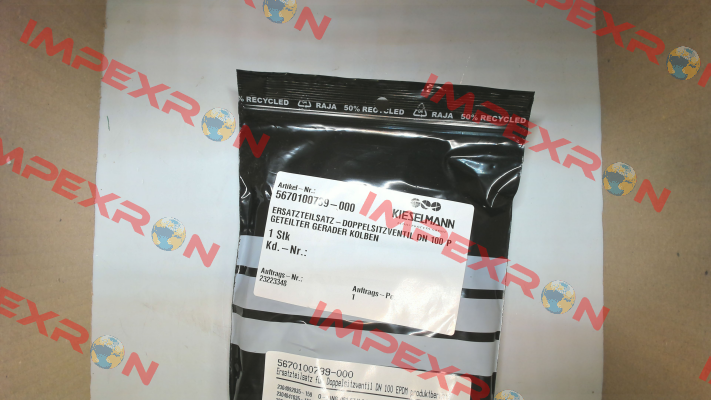 50% RECYCLED RAJA 50% RECYCLED RAJA 50% RECYCLED
Artikel-Nr.:
5670100739-000
KIESELMANN
ERSATZTEILSATZ-DOPPELSITZVENTIL DN 100 P
GETEILTER GERADER KOLBEN
1 Stk
Kd.-Nr.:
Auftrags-Nr.:
23223348
1
5670100739-000
Ersatzteilsatz für Doppelsitzventil DN 100 EPDM
IMPEXRON
IMPEXRON
IMPEXRON
IMPEXRON
IMPEXRON
IMPEXRON